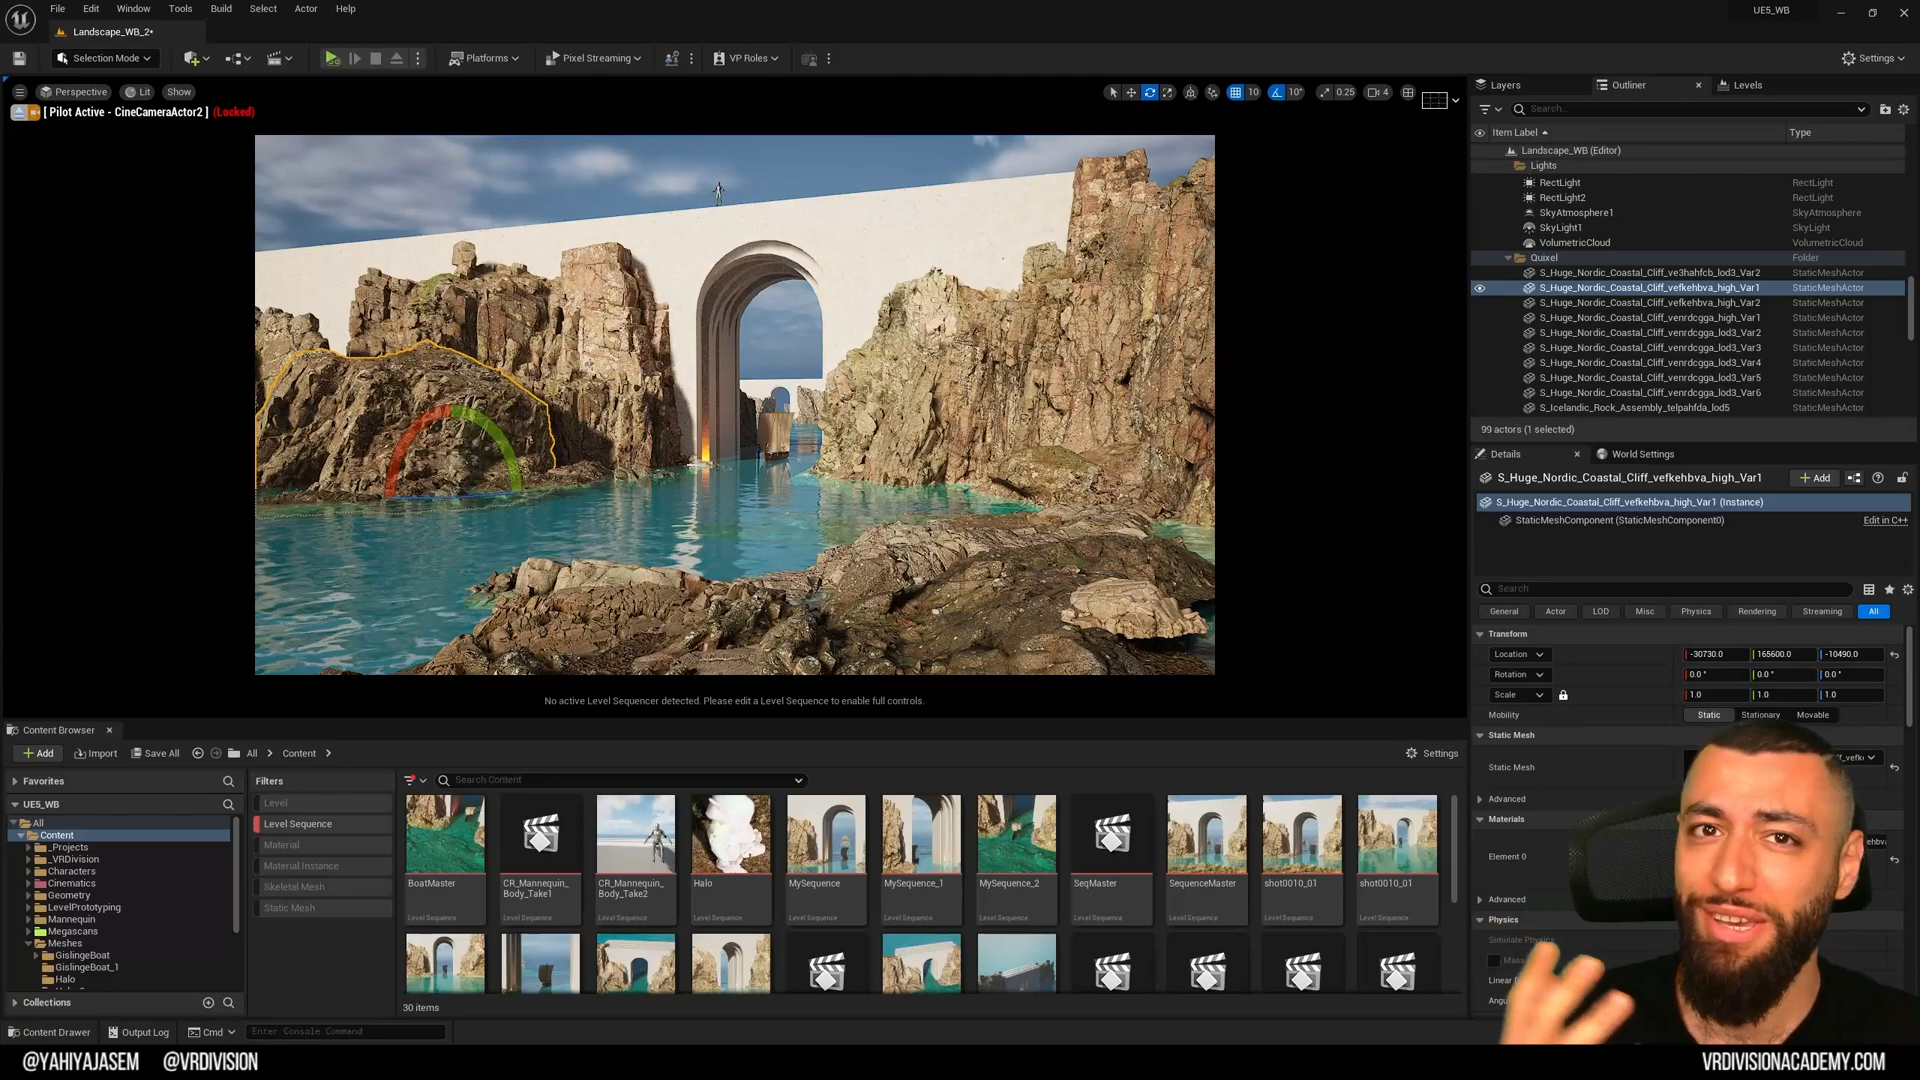 File Edit Window Tools Build Select Actor Help
UE5_WB
Landscape_WB_2*
Selection Mode
Platforms
Pixel Streaming
VP Roles
Settings
Perspective Lit Show
10 10° 0.25 4
[ Pilot Active - CineCameraActor2 ] (Locked)
No active Level Sequencer detected. Please edit a Level Sequence to enable full controls.
Layers Outliner Levels
Search...
Item Label Type
Landscape_WB (Editor)
Lights
RectLight RectLight
RectLight2 RectLight
SkyAtmosphere1 SkyAtmosphere
SkyLight1 SkyLight
VolumetricCloud VolumetricCloud
Quixel Folder
S_Huge_Nordic_Coastal_Cliff_ve3hahfcb_lod3_Var2 StaticMeshActor
S_Huge_Nordic_Coastal_Cliff_vefkehbva_high_Var1 StaticMeshActor
S_Huge_Nordic_Coastal_Cliff_vefkehbva_high_Var2 StaticMeshActor
S_Huge_Nordic_Coastal_Cliff_venrdcgga_high_Var1 StaticMeshActor
S_Huge_Nordic_Coastal_Cliff_venrdcgga_lod3_Var2 StaticMeshActor
S_Huge_Nordic_Coastal_Cliff_venrdcgga_lod3_Var3 StaticMeshActor
S_Huge_Nordic_Coastal_Cliff_venrdcgga_lod3_Var4 StaticMeshActor
S_Huge_Nordic_Coastal_Cliff_venrdcgga_lod3_Var5 StaticMeshActor
S_Huge_Nordic_Coastal_Cliff_venrdcgga_lod3_Var6 StaticMeshActor
S_Icelandic_Rock_Assembly_telpahfda_lod5 StaticMeshActor
99 actors (1 selected)
Details World Settings
S_Huge_Nordic_Coastal_Cliff_vefkehbva_high_Var1
Add
S_Huge_Nordic_Coastal_Cliff_vefkehbva_high_Var1 (Instance)
StaticMeshComponent (StaticMeshComponent0) Edit in C++
Search
General Actor LOD Misc Physics Rendering Streaming All
Transform
Location -30730.0 165600.0 -10490.0
Rotation 0.0° 0.0° 0.0°
Scale 1.0 1.0 1.0
Mobility Static Stationary Movable
Static Mesh
Static Mesh
Advanced
Materials
Element 0
Advanced
Physics
Simulate Physics
Content Browser
Add Import Save All All Content
Settings
Favorites
UE5_WB
All
Content
_Projects
_VRDivision
Characters
Cinematics
Geometry
LevelPrototyping
Mannequin
Megascans
Meshes
GislingeBoat
GislingeBoat_1
Halo
Collections
Filters
Level
Level Sequence
Material
Material Instance
Skeletal Mesh
Static Mesh
Search Content
BoatMaster
Level Sequence
CR_Mannequin_
Body_Take1
Level Sequence
CR_Mannequin_
Body_Take2
Level Sequence
Halo
Level Sequence
MySequence
Level Sequence
MySequence_1
Level Sequence
MySequence_2
Level Sequence
SeqMaster
Level Sequence
SequenceMaster
Level Sequence
shot0010_01
Level Sequence
shot0010_01
Level Sequence
30 items
Content Drawer Output Log Cmd Enter Console Command
@YAHIYAJASEM @VRDIVISION
VRDIVISIONACADEMY.COM